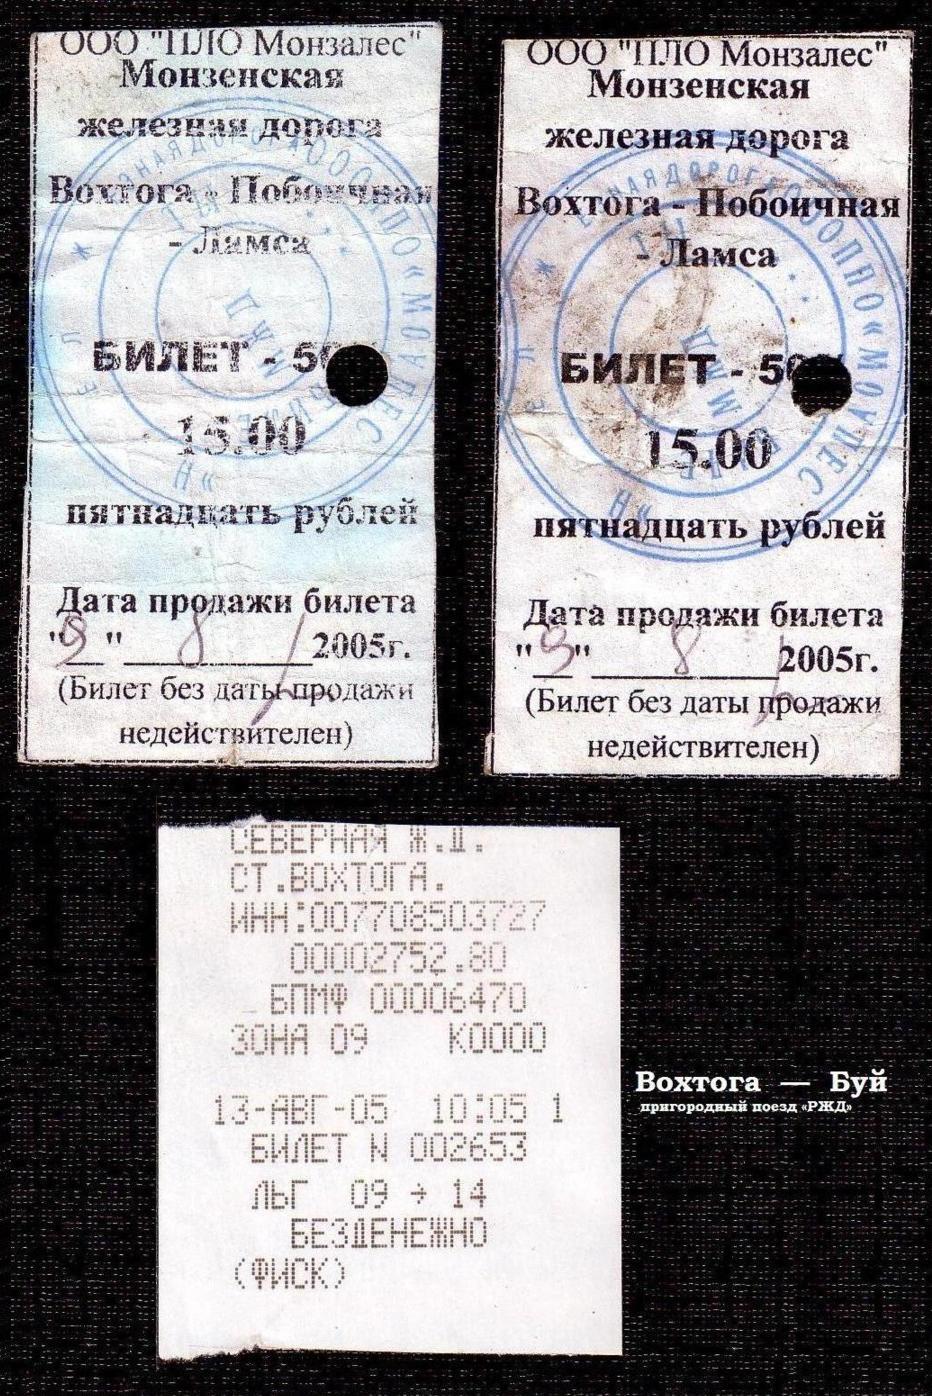 ООО "ПЛО Монзалес"
Монзенская
железная дорога
Вохтога - Побоичная
- Ламса
БИЛЕТ - 50%
15.00
пятнадцать рублей
Дата продажи билета
"9" 8 2005г.
(Билет без даты продажи
недействителен)
ООО "ПЛО Монзалес"
Монзенская
железная дорога
Вохтога - Побоичная
- Ламса
БИЛЕТ - 50%
15.00
пятнадцать рублей
Дата продажи билета
"9" 8 2005г.
(Билет без даты продажи
недействителен)
СЕВЕРНАЯ Ж.Д.
СТ.ВОХТОГА.
ИНН:007708503727
00002752.80
БПМФ 00006470
ЗОНА 09 К0000
13-АВГ-05 10:05 1
БИЛЕТ N 002653
ЛЬГ 09 → 14
БЕЗДЕНЕЖНО
(ФИСК)
Вохтога — Буй
пригородный поезд «РЖД»